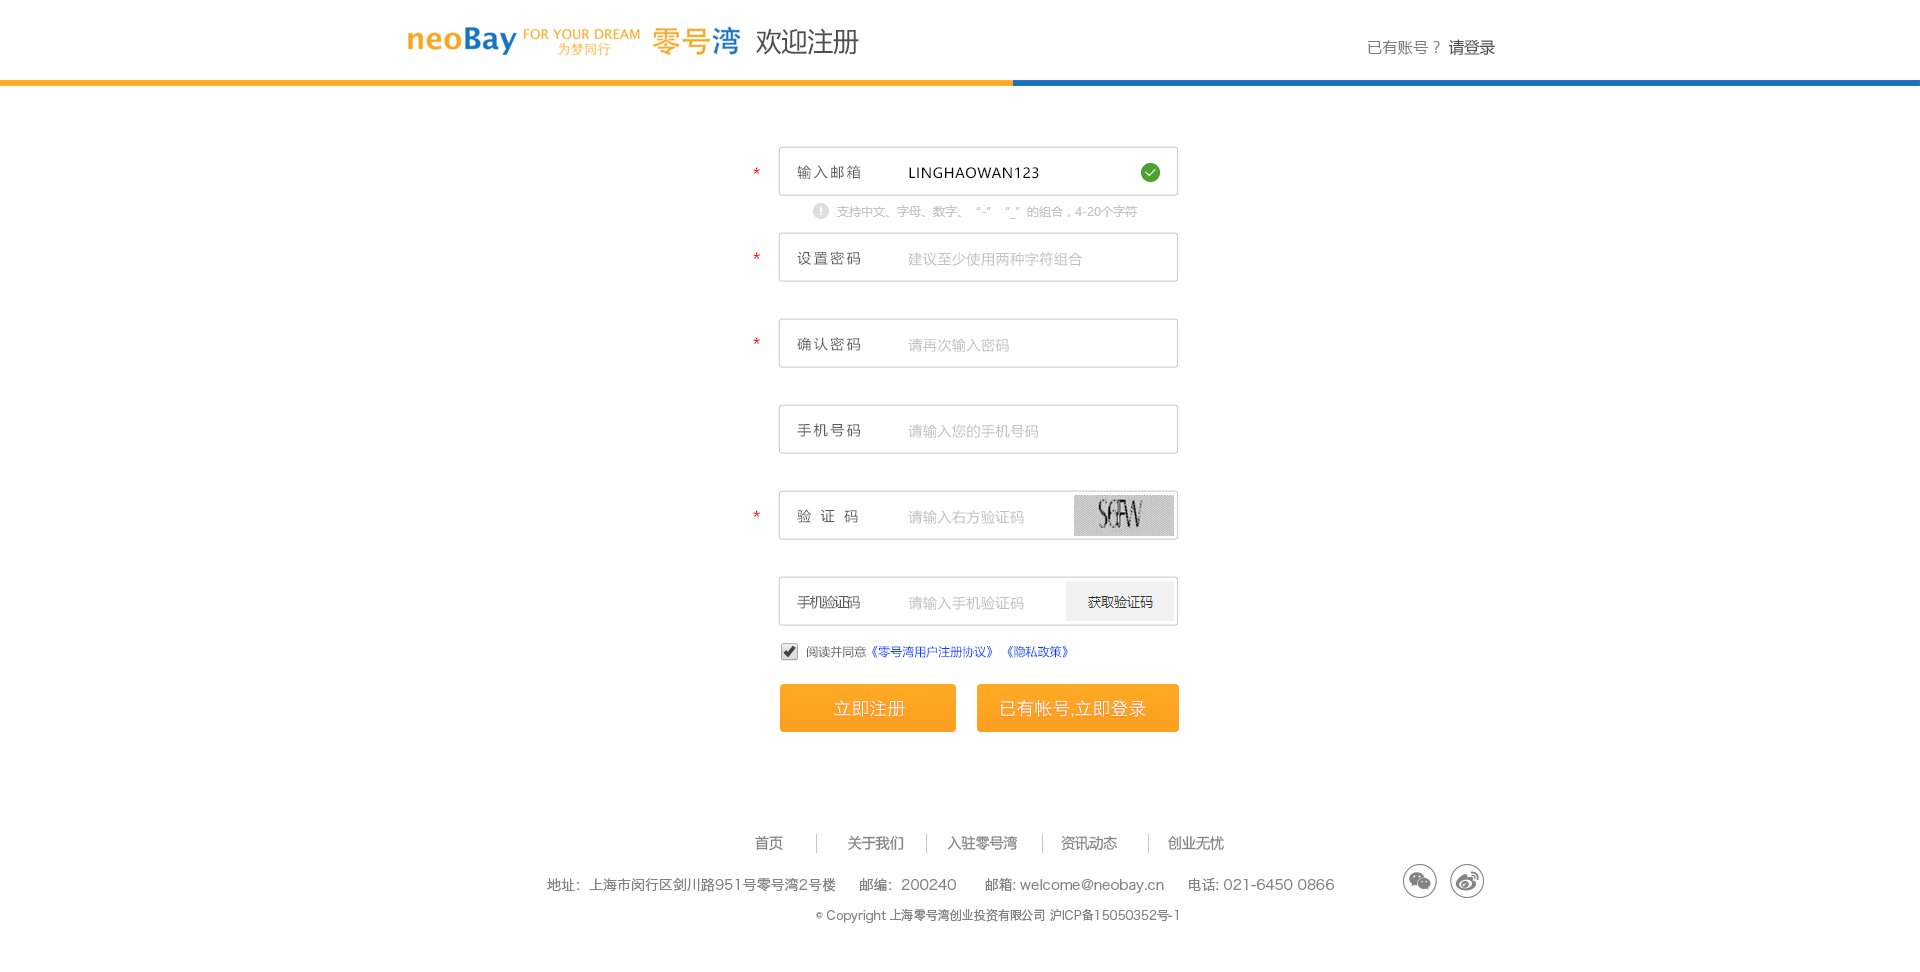 neoBay FOR YOUR DREAM 为梦同行 零号湾 欢迎注册
已有账号？ 请登录
* 输入邮箱 LINGHAOWAN123
! 支持中文、字母、数字、“-” “_” 的组合，4-20个字符
* 设置密码 建议至少使用两种字符组合
* 确认密码 请再次输入密码
手机号码 请输入您的手机号码
* 验 证 码 请输入右方验证码 SGFW
手机验证码 请输入手机验证码 获取验证码
阅读并同意《零号湾用户注册协议》 《隐私政策》
立即注册 已有帐号,立即登录
首页 关于我们 入驻零号湾 资讯动态 创业无忧
地址：上海市闵行区剑川路951号零号湾2号楼 邮编：200240 邮箱: welcome@neobay.cn 电话: 021-6450 0866
© Copyright 上海零号湾创业投资有限公司 沪ICP备15050352号-1